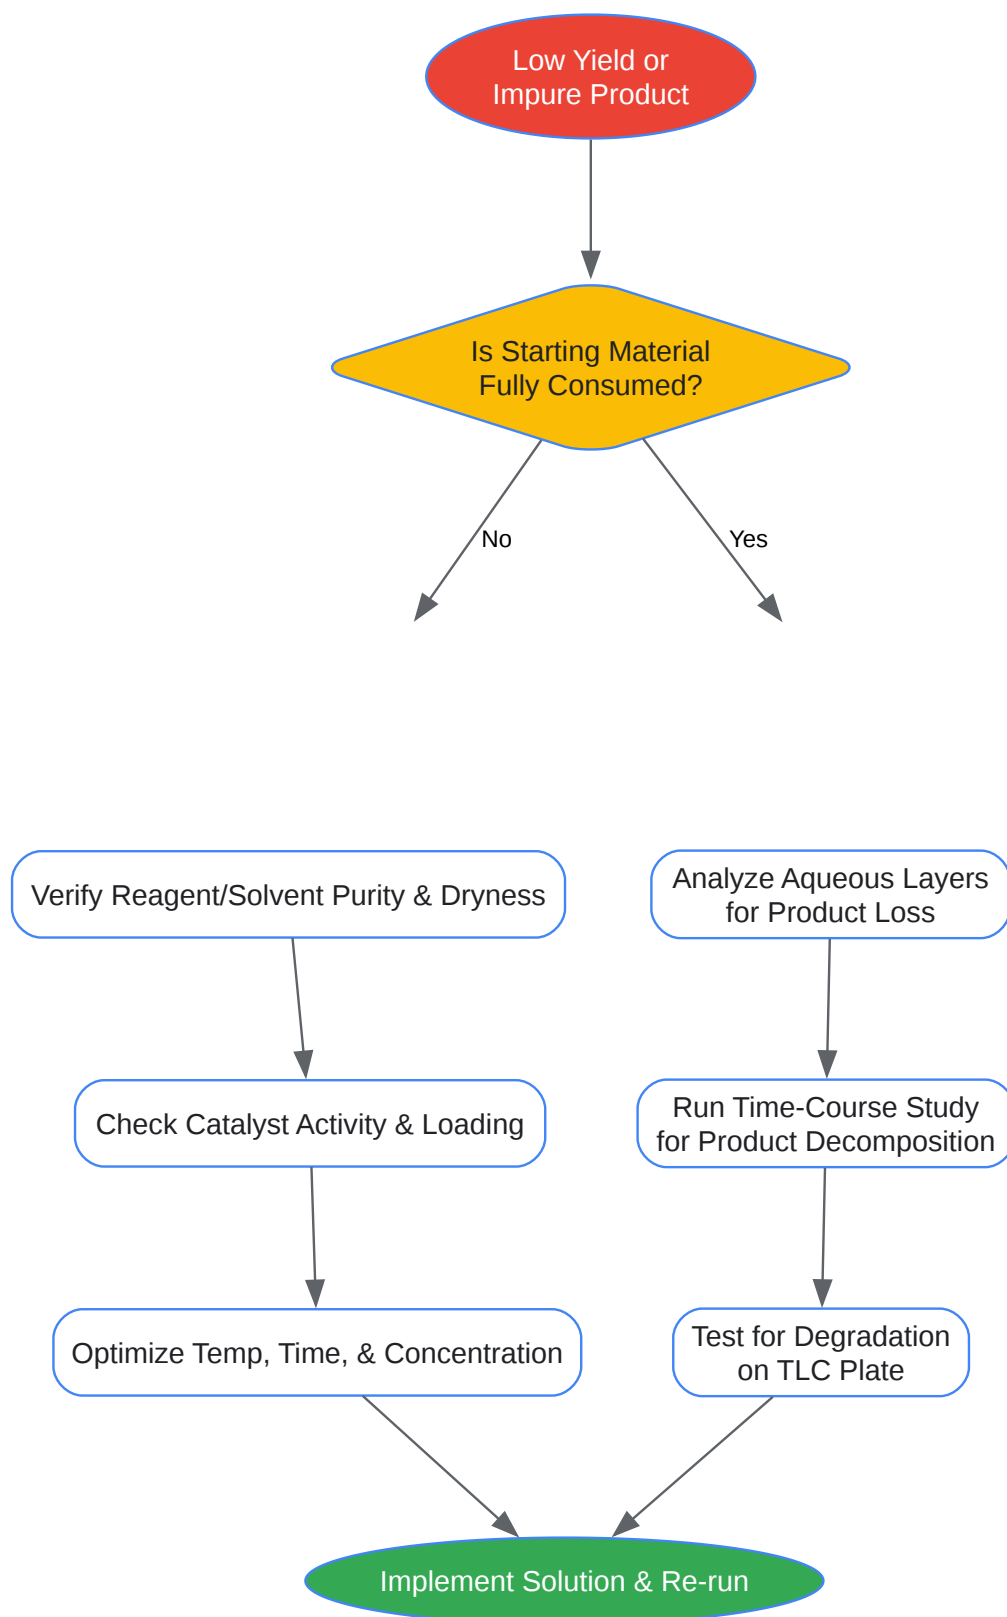 Low Yield or
Impure Product
Is Starting Material
Fully Consumed?
No
Yes
Verify Reagent/Solvent Purity & Dryness
Analyze Aqueous Layers
for Product Loss
Check Catalyst Activity & Loading
Run Time-Course Study
for Product Decomposition
Optimize Temp, Time, & Concentration
Test for Degradation
on TLC Plate
Implement Solution & Re-run